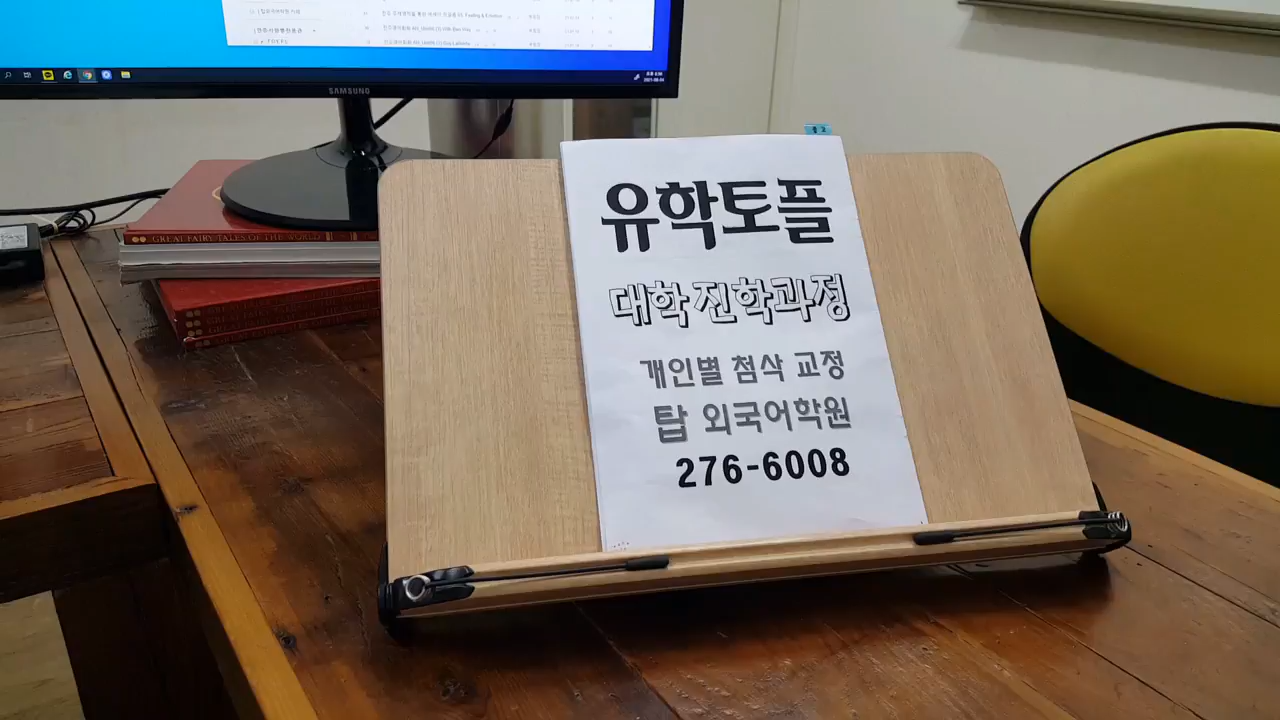 SAMSUNG
GREAT FAIRY TALES OF THE WORLD
유학토플
대학 진학과정
개인별 첨삭 교정
탑 외국어학원
276-6008